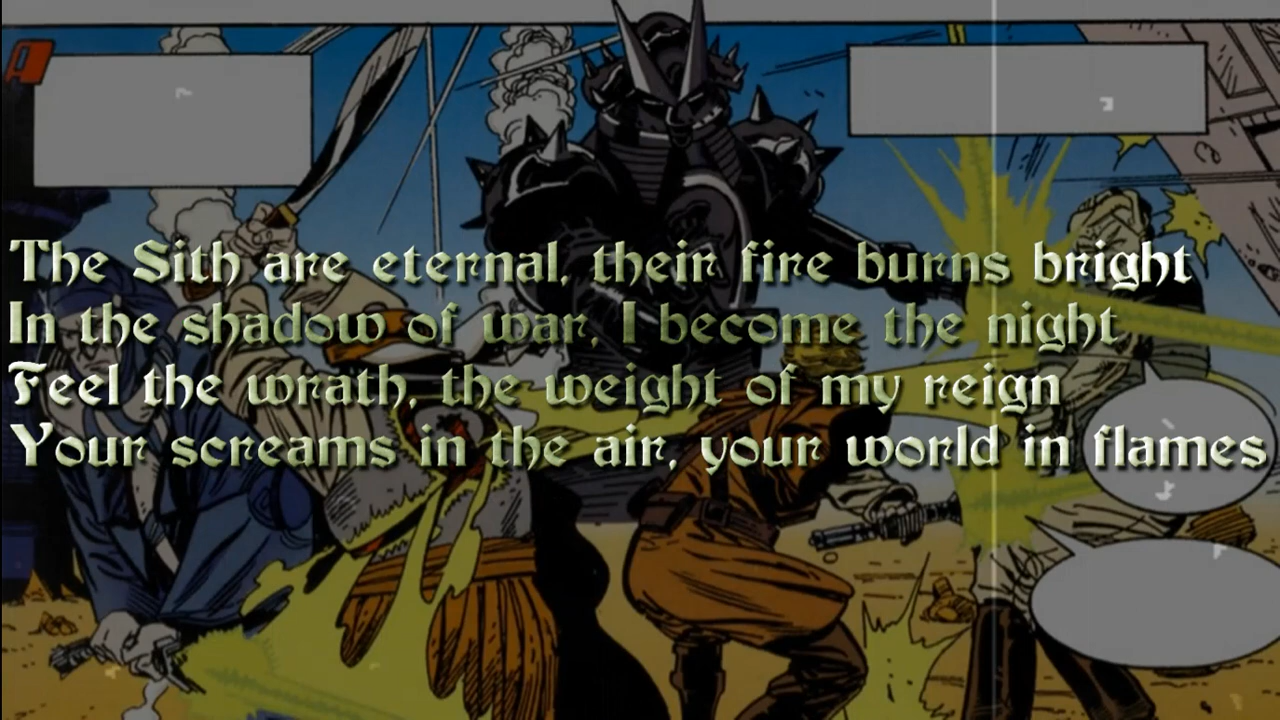 The Sith are eternal, their fire burns bright
In the shadow of war, I become the night
Feel the wrath, the weight of my reign
Your screams in the air, your world in flames